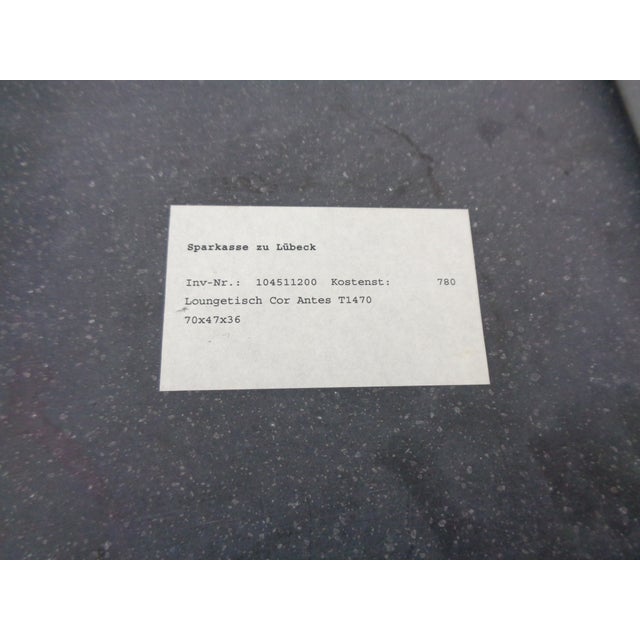 Sparkasse zu Lübeck
Inv-Nr.: 104511200 Kostenst: 780
Loungetisch Cor Antes T1470
70x47x36